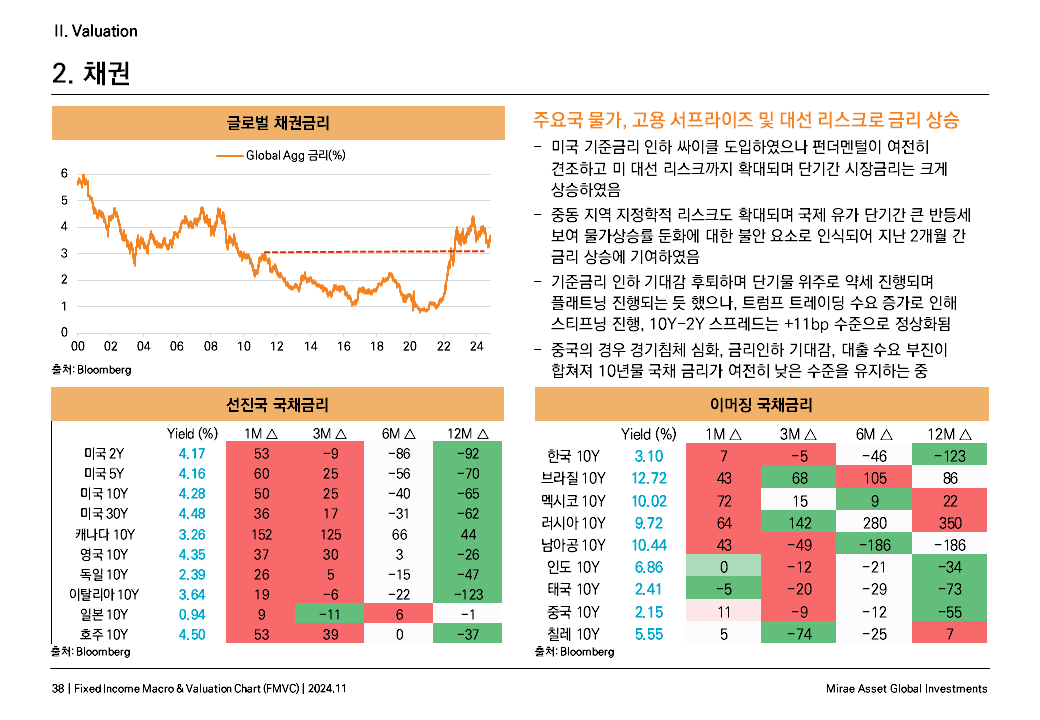 II. Valuation
2. 채권
글로벌 채권금리
Global Agg 금리(%)
6
5
4
3
2
1
0
00 02 04 06 08 10 12 14 16 18 20 22 24
출처: Bloomberg
주요국 물가, 고용 서프라이즈 및 대선 리스크로 금리 상승
- 미국 기준금리 인하 싸이클 도입하였으나 펀더멘털이 여전히
견조하고 미 대선 리스크까지 확대되며 단기간 시장금리는 크게
상승하였음
- 중동 지역 지정학적 리스크도 확대되며 국제 유가 단기간 큰 반등세
보여 물가상승률 둔화에 대한 불안 요소로 인식되어 지난 2개월 간
금리 상승에 기여하였음
- 기준금리 인하 기대감 후퇴하며 단기물 위주로 약세 진행되며
플래트닝 진행되는 듯 했으나, 트럼프 트레이딩 수요 증가로 인해
스티프닝 진행, 10Y-2Y 스프레드는 +11bp 수준으로 정상화됨
- 중국의 경우 경기침체 심화, 금리인하 기대감, 대출 수요 부진이
합쳐져 10년물 국채 금리가 여전히 낮은 수준을 유지하는 중
선진국 국채금리
Yield (%) 1M △ 3M △ 6M △ 12M △
미국 2Y 4.17 53 -9 -86 -92
미국 5Y 4.16 60 25 -56 -70
미국 10Y 4.28 50 25 -40 -65
미국 30Y 4.48 36 17 -31 -62
캐나다 10Y 3.26 152 125 66 44
영국 10Y 4.35 37 30 3 -26
독일 10Y 2.39 26 5 -15 -47
이탈리아 10Y 3.64 19 -6 -22 -123
일본 10Y 0.94 9 -11 6 -1
호주 10Y 4.50 53 39 0 -37
출처: Bloomberg
이머징 국채금리
Yield (%) 1M △ 3M △ 6M △ 12M △
한국 10Y 3.10 7 -5 -46 -123
브라질 10Y 12.72 43 68 105 86
멕시코 10Y 10.02 72 15 9 22
러시아 10Y 9.72 64 142 280 350
남아공 10Y 10.44 43 -49 -186 -186
인도 10Y 6.86 0 -12 -21 -34
태국 10Y 2.41 -5 -20 -29 -73
중국 10Y 2.15 11 -9 -12 -55
칠레 10Y 5.55 5 -74 -25 7
출처: Bloomberg
38 | Fixed Income Macro & Valuation Chart (FMVC) | 2024.11
Mirae Asset Global Investments